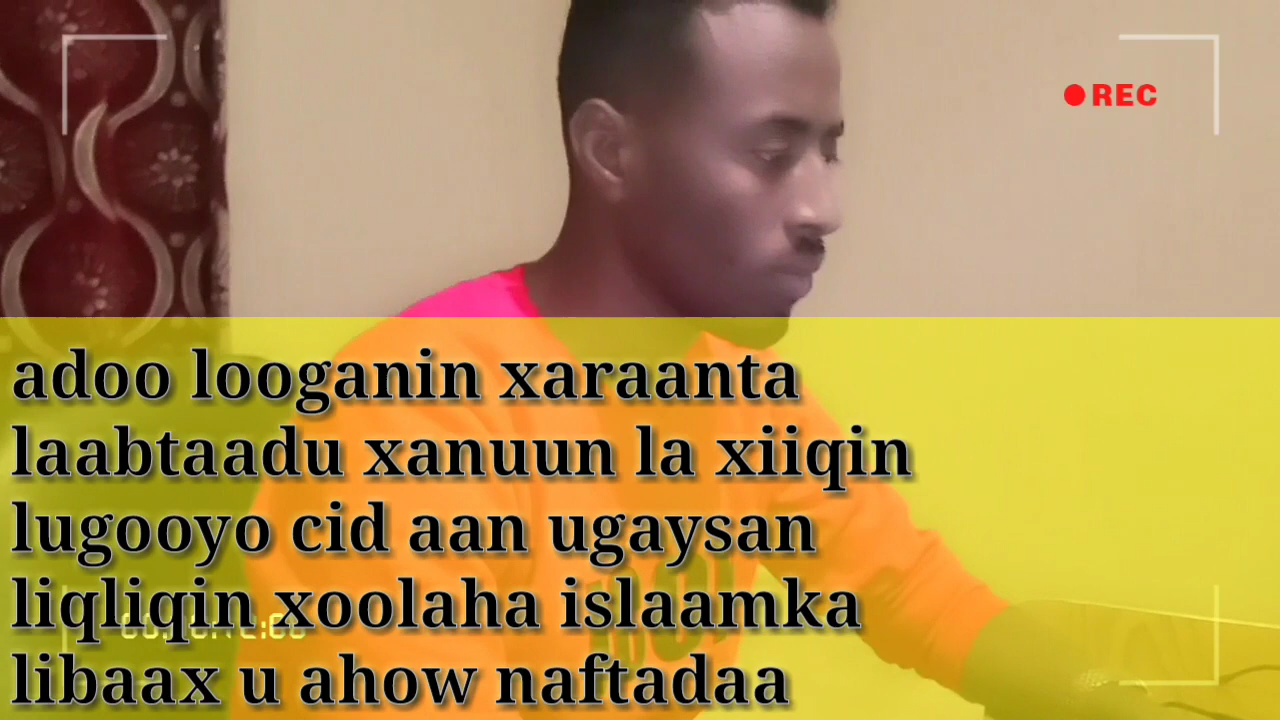 REC
adoo looganin xaraanta
laabtaadu xanuun la xiiqin
lugooyo cid aan ugaysan
liqliqin xoolaha islaamka
libaax u ahow naftadaa